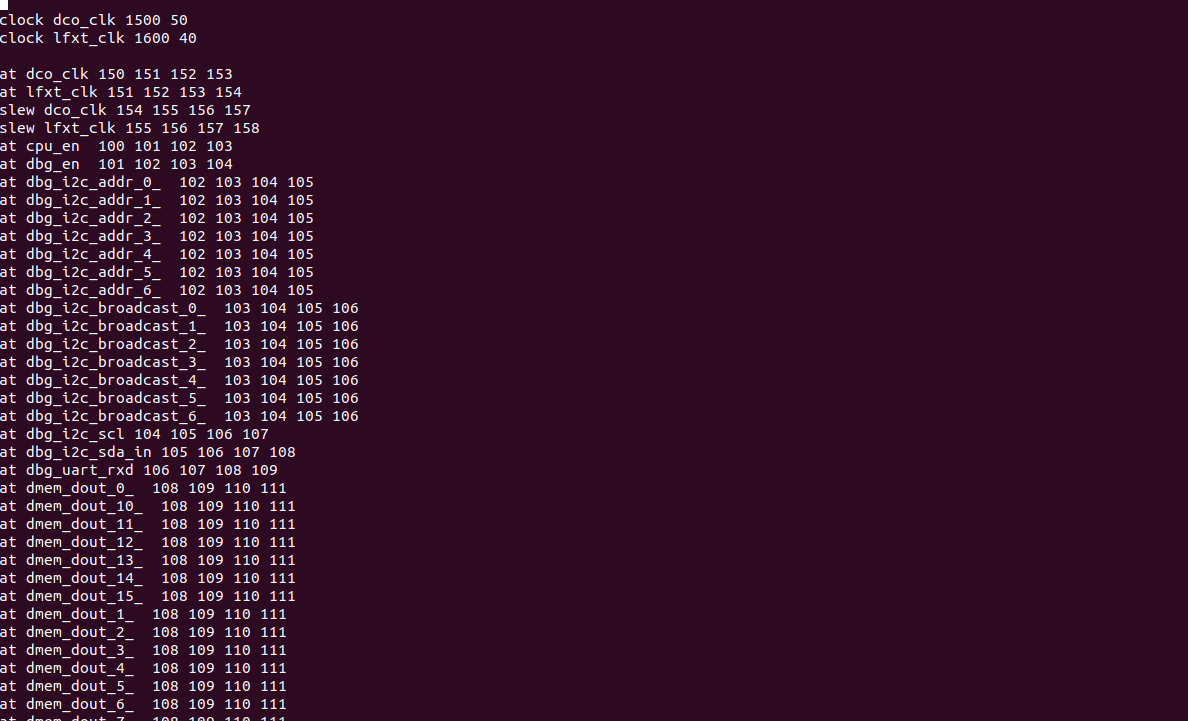 clock dco_clk 1500 50
clock lfxt_clk 1600 40

at dco_clk 150 151 152 153
at lfxt_clk 151 152 153 154
slew dco_clk 154 155 156 157
slew lfxt_clk 155 156 157 158
at cpu_en  100 101 102 103
at dbg_en  101 102 103 104
at dbg_i2c_addr_0_  102 103 104 105
at dbg_i2c_addr_1_  102 103 104 105
at dbg_i2c_addr_2_  102 103 104 105
at dbg_i2c_addr_3_  102 103 104 105
at dbg_i2c_addr_4_  102 103 104 105
at dbg_i2c_addr_5_  102 103 104 105
at dbg_i2c_addr_6_  102 103 104 105
at dbg_i2c_broadcast_0_  103 104 105 106
at dbg_i2c_broadcast_1_  103 104 105 106
at dbg_i2c_broadcast_2_  103 104 105 106
at dbg_i2c_broadcast_3_  103 104 105 106
at dbg_i2c_broadcast_4_  103 104 105 106
at dbg_i2c_broadcast_5_  103 104 105 106
at dbg_i2c_broadcast_6_  103 104 105 106
at dbg_i2c_scl 104 105 106 107
at dbg_i2c_sda_in 105 106 107 108
at dbg_uart_rxd 106 107 108 109
at dmem_dout_0_  108 109 110 111
at dmem_dout_10_  108 109 110 111
at dmem_dout_11_  108 109 110 111
at dmem_dout_12_  108 109 110 111
at dmem_dout_13_  108 109 110 111
at dmem_dout_14_  108 109 110 111
at dmem_dout_15_  108 109 110 111
at dmem_dout_1_  108 109 110 111
at dmem_dout_2_  108 109 110 111
at dmem_dout_3_  108 109 110 111
at dmem_dout_4_  108 109 110 111
at dmem_dout_5_  108 109 110 111
at dmem_dout_6_  108 109 110 111
at dmem_dout_7_  108 109 110 111